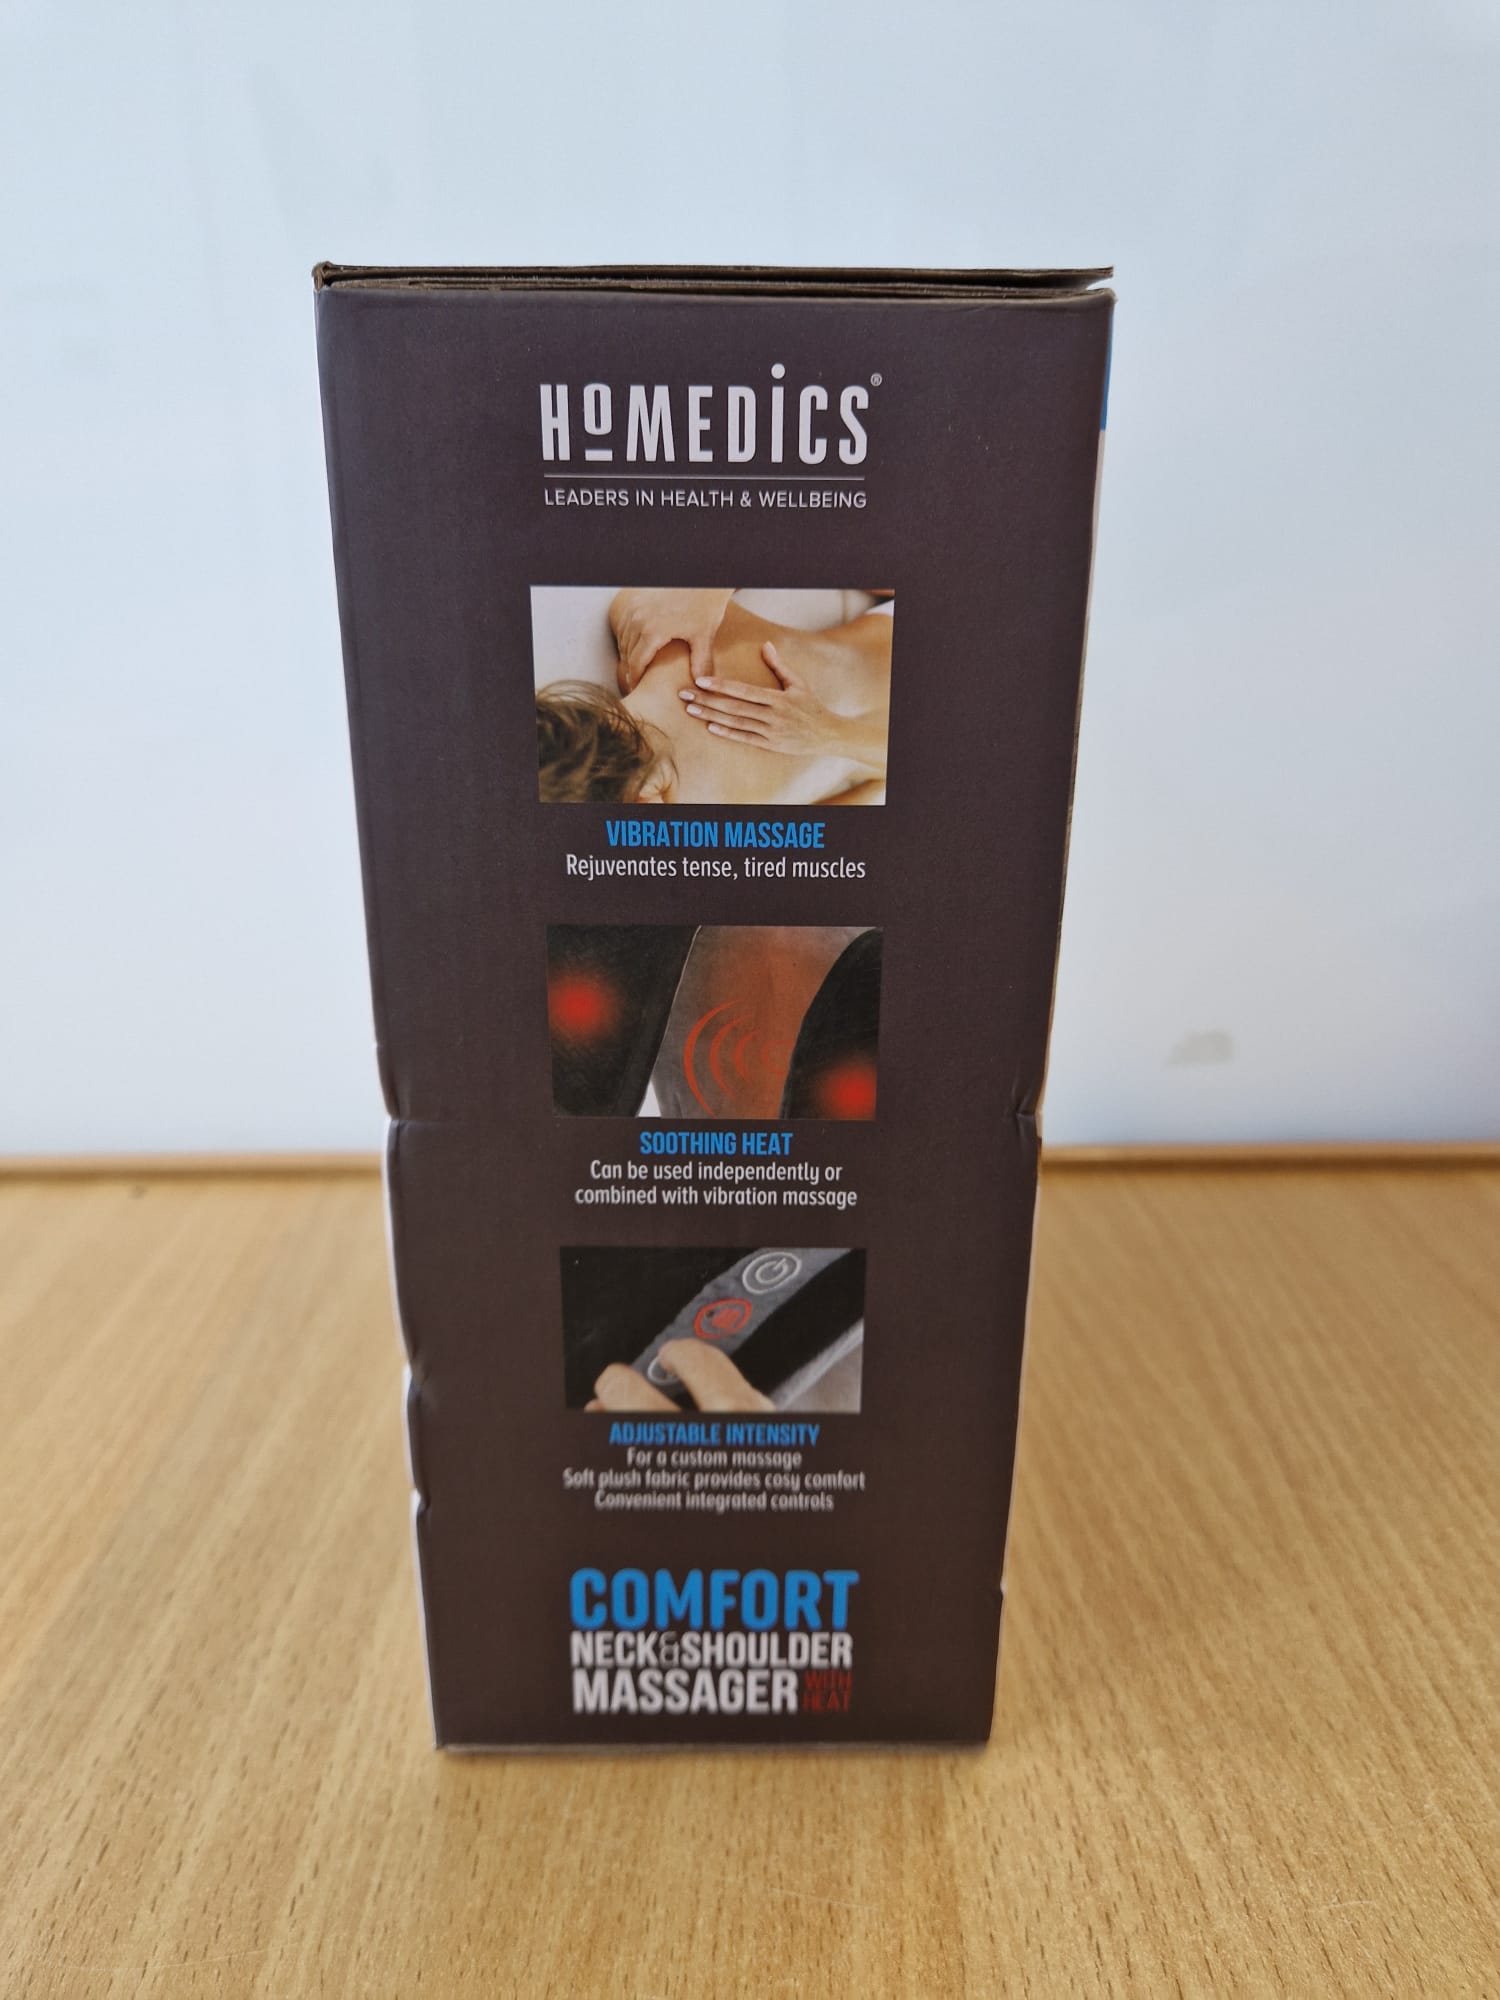 HOMEDICS®
LEADERS IN HEALTH & WELLBEING
VIBRATION MASSAGE
Rejuvenates tense, tired muscles
SOOTHING HEAT
Can be used independently or
combined with vibration massage
ADJUSTABLE INTENSITY
For a custom massage
Soft plush fabric provides cosy comfort
Convenient integrated controls
COMFORT
NECK&SHOULDER
MASSAGER WITH HEAT